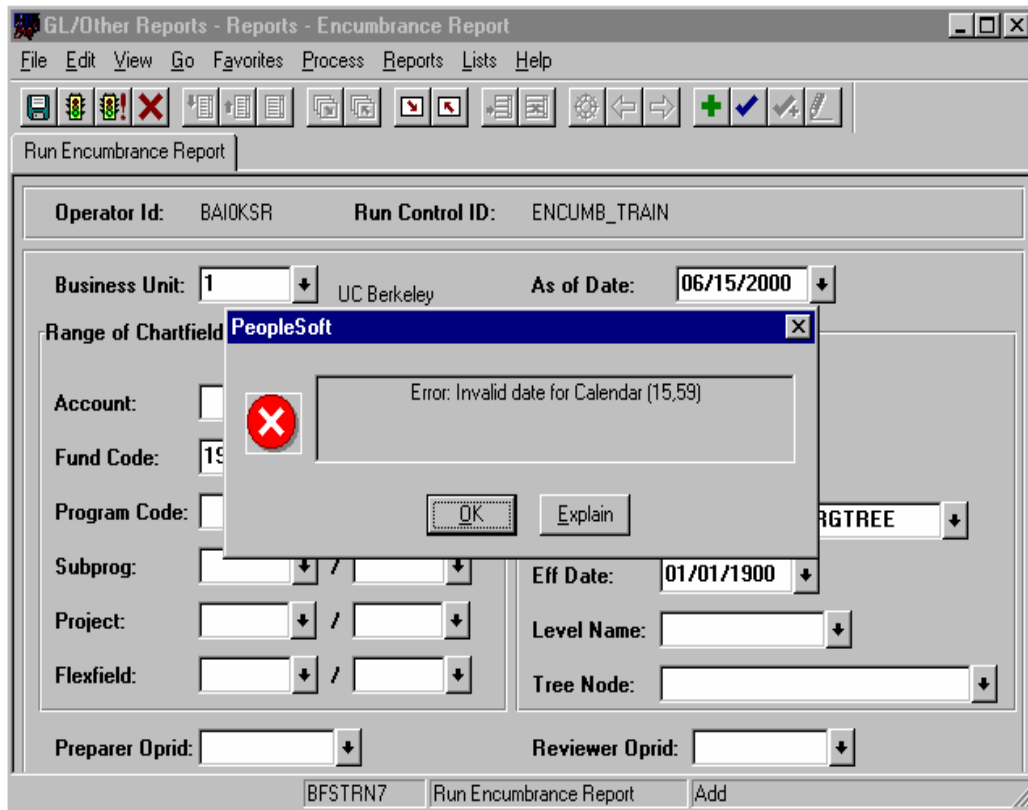 GL/Other Reports - Reports - Encumbrance Report
File Edit View Go Favorites Process Reports Lists Help
Run Encumbrance Report
Operator Id: BAI0KSR Run Control ID: ENCUMB_TRAIN
Business Unit: 1 UC Berkeley As of Date: 06/15/2000
Range of Chartfield
PeopleSoft
Error: Invalid date for Calendar (15,59)
OK Explain
Account:
Fund Code: 19
Program Code: RGTREE
Subprog: / Eff Date: 01/01/1900
Project: / Level Name:
Flexfield: / Tree Node:
Preparer Oprid: Reviewer Oprid:
BFSTRN7 Run Encumbrance Report Add